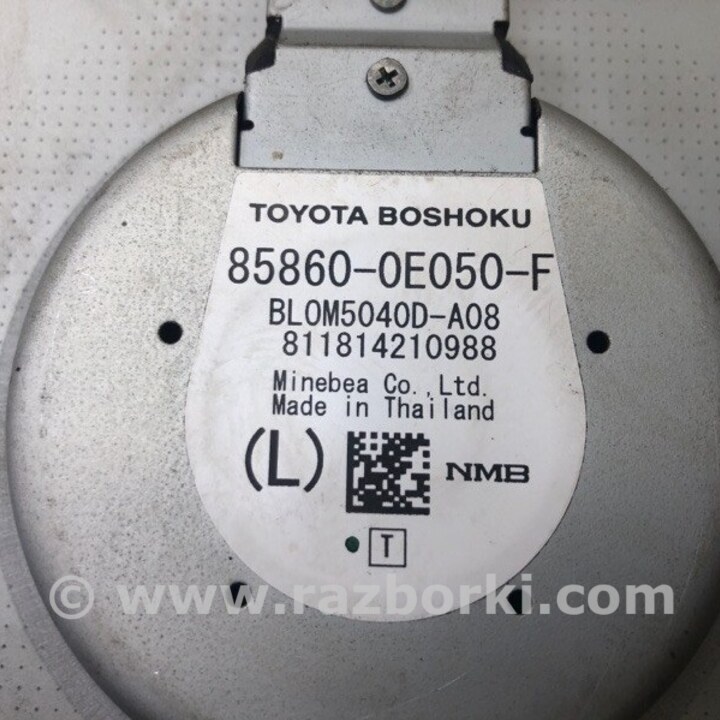 TOYOTA BOSHOKU
85860-0E050-F
BLOM5040D-A08
811814210988
Minebea Co.,Ltd.
Made in Thailand
(L) NMB
T
© www.razborki.com